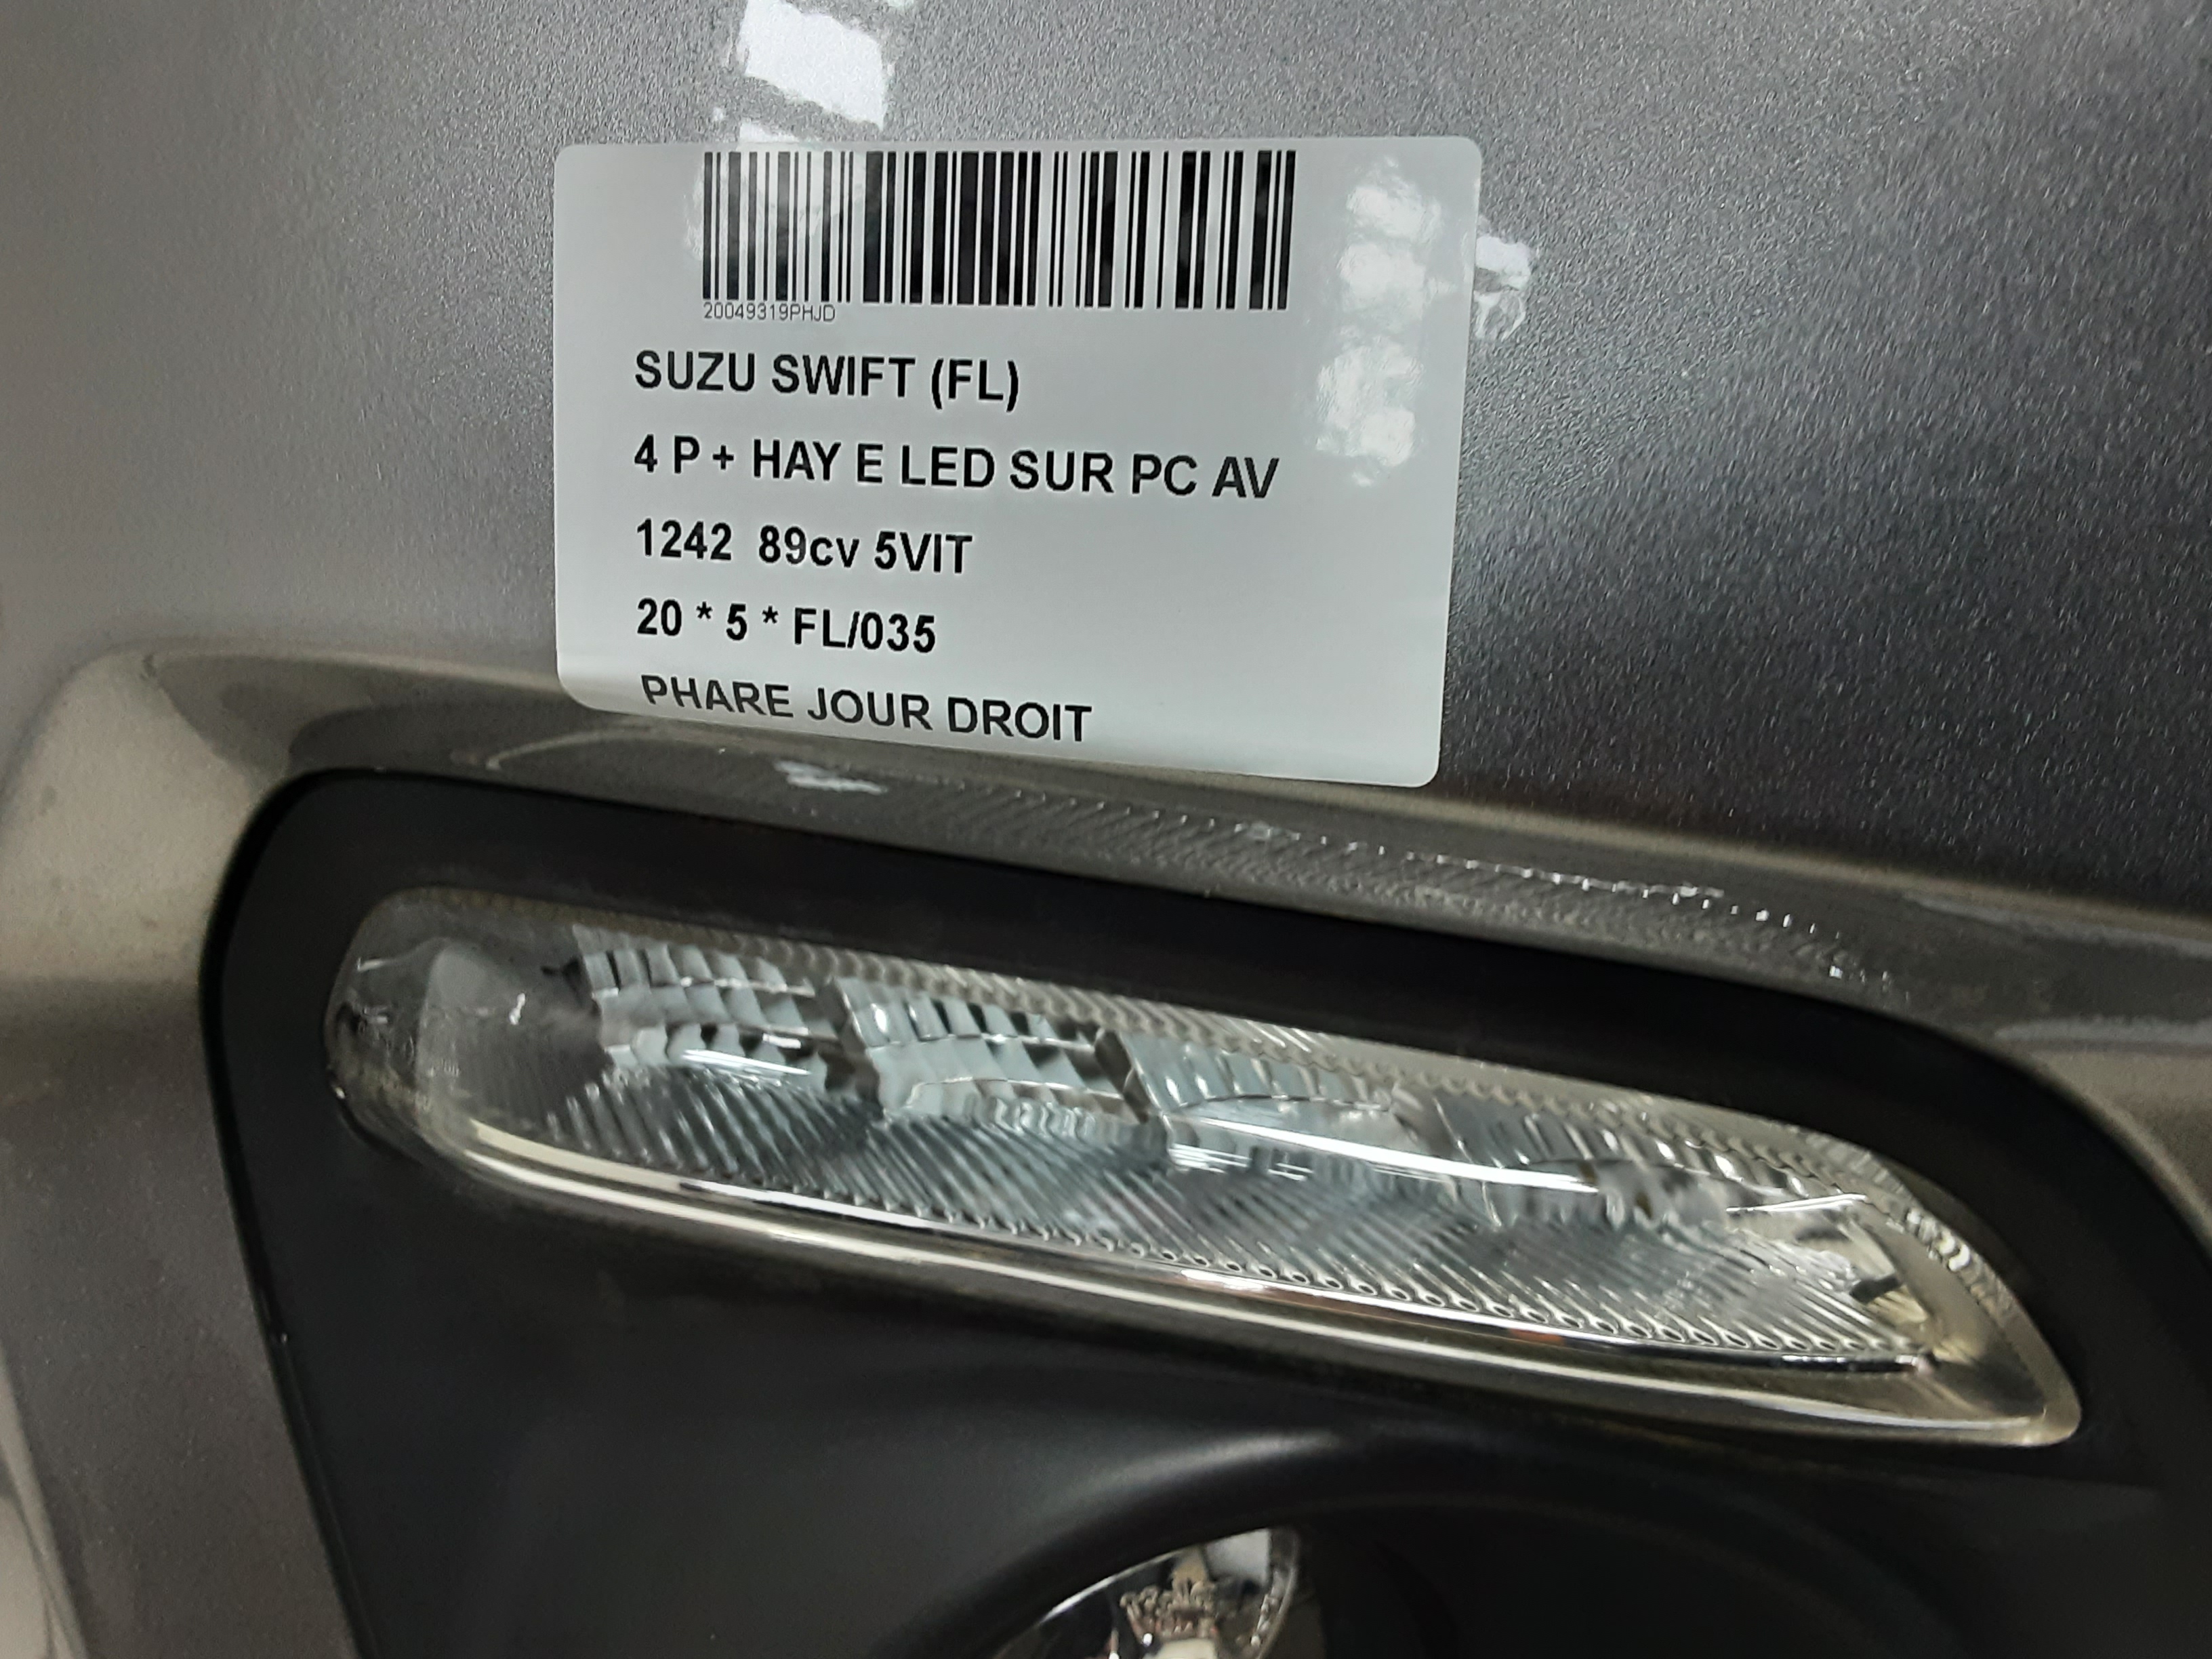 20049319PHJD
SUZU SWIFT (FL)
4 P + HAY E LED SUR PC AV
1242 89cv 5VIT
20 * 5 * FL/035
PHARE JOUR DROIT